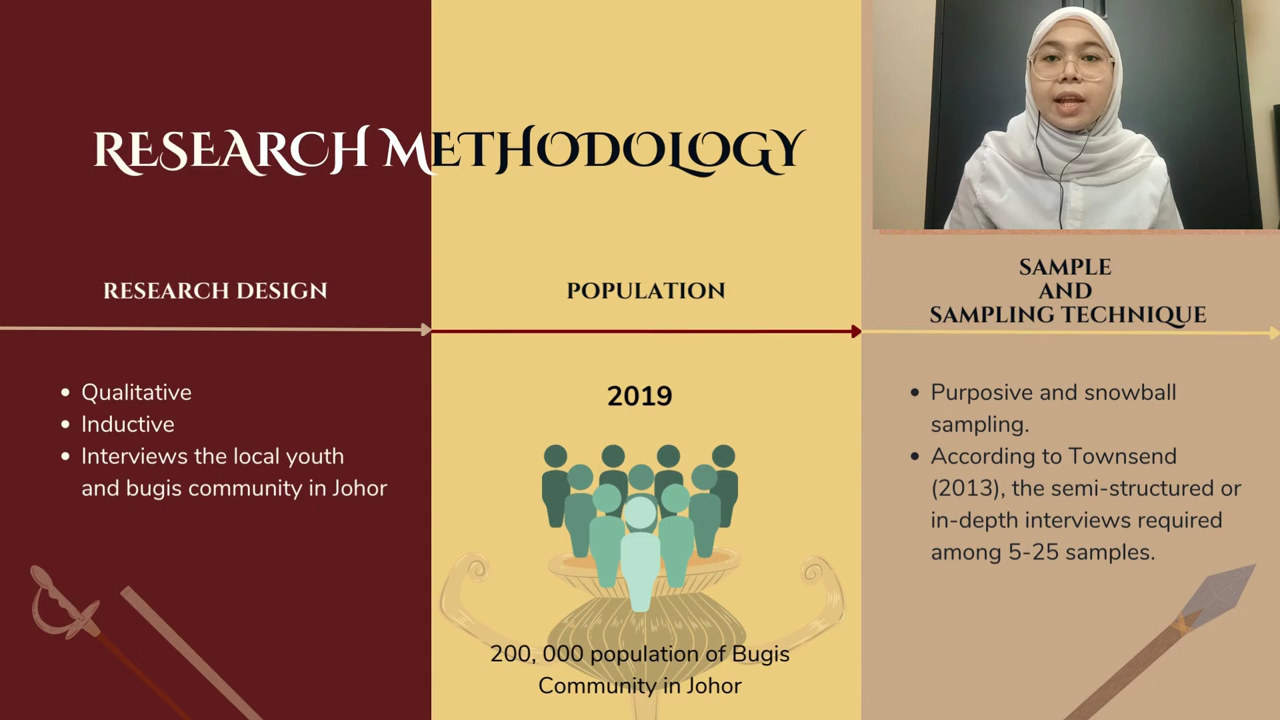 RESEARCH METHODOLOGY
RESEARCH DESIGN
Qualitative
Inductive
Interviews the local youth
and bugis community in Johor
POPULATION
2019
200, 000 population of Bugis
Community in Johor
SAMPLE
AND
SAMPLING TECHNIQUE
Purposive and snowball
sampling.
According to Townsend
(2013), the semi-structured or
in-depth interviews required
among 5-25 samples.